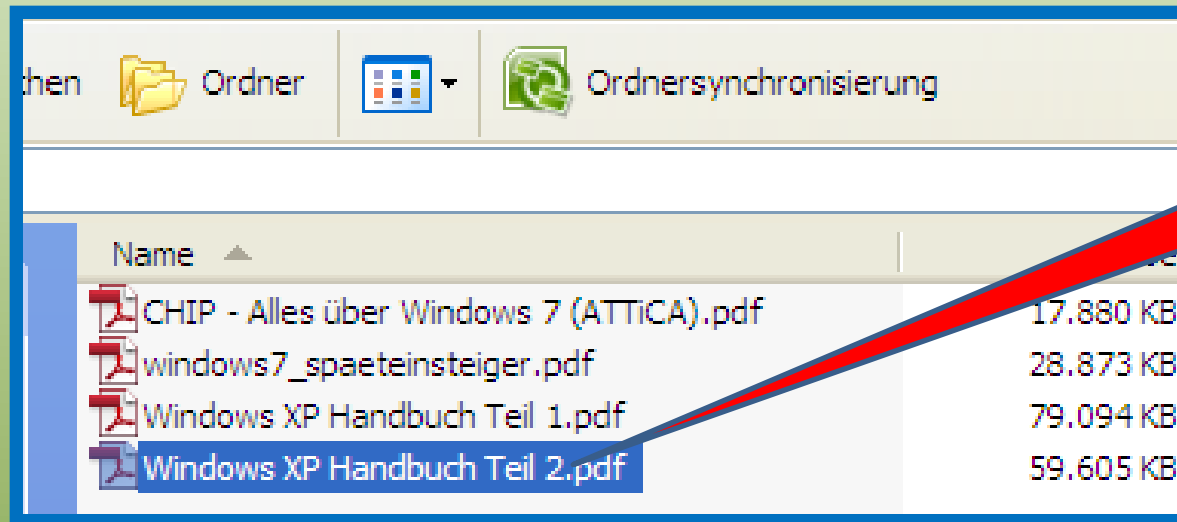 Ordner Ordnersynchronisierung
Name
CHIP - Alles über Windows 7 (ATTiCA).pdf 17.880 KB
windows7_spaeteinsteiger.pdf 28.873 KB
Windows XP Handbuch Teil 1.pdf 79.094 KB
Windows XP Handbuch Teil 2.pdf 59.605 KB